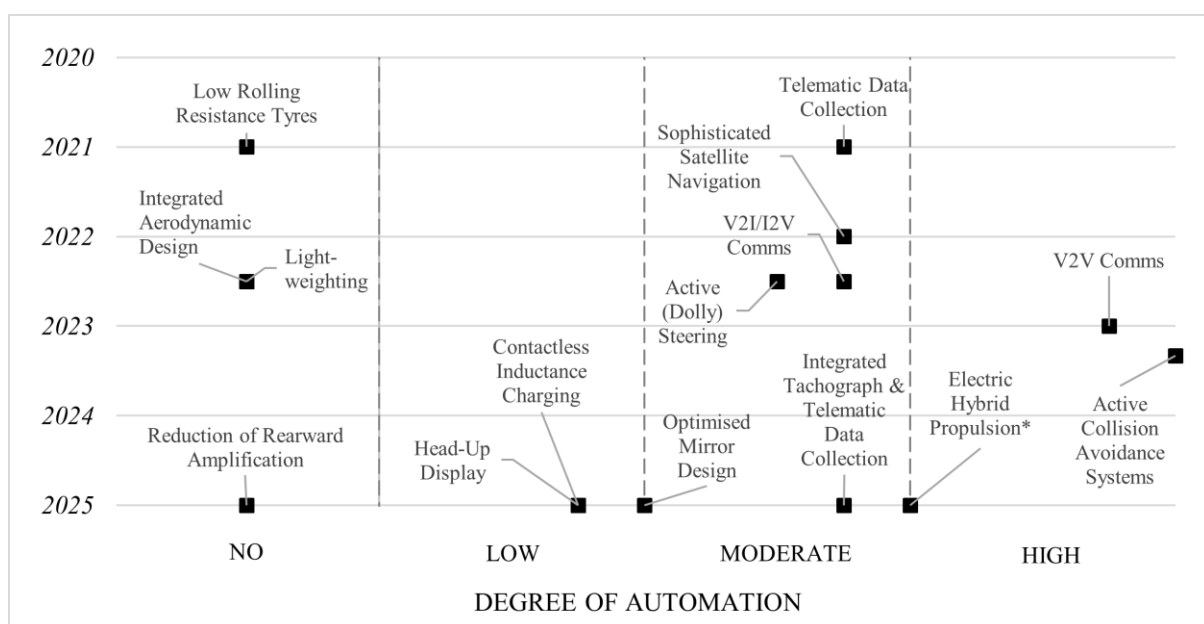 2020
Low Rolling
Resistance Tyres
Telematic Data
Collection
2021
Sophisticated
Satellite
Navigation
Integrated
Aerodynamic
Design
Light-
weighting
2022
V2I/I2V
Comms
Active
(Dolly)
Steering
V2V Comms
2023
Contactless
Inductance
Charging
Integrated
Tachograph &
Telematic
Data
Collection
Electric
Hybrid
Propulsion*
Active
Collision
Avoidance
Systems
2024
Reduction of Rearward
Amplification
Head-Up
Display
Optimised
Mirror
Design
2025
NO
LOW
MODERATE
HIGH
DEGREE OF AUTOMATION